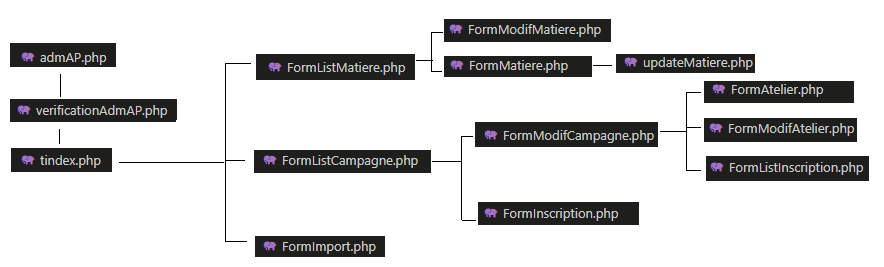 admAP.php
verificationAdmAP.php
tindex.php
FormListMatiere.php
FormModifMatiere.php
FormMatiere.php
updateMatiere.php
FormListCampagne.php
FormModifCampagne.php
FormAtelier.php
FormModifAtelier.php
FormListInscription.php
FormInscription.php
FormImport.php